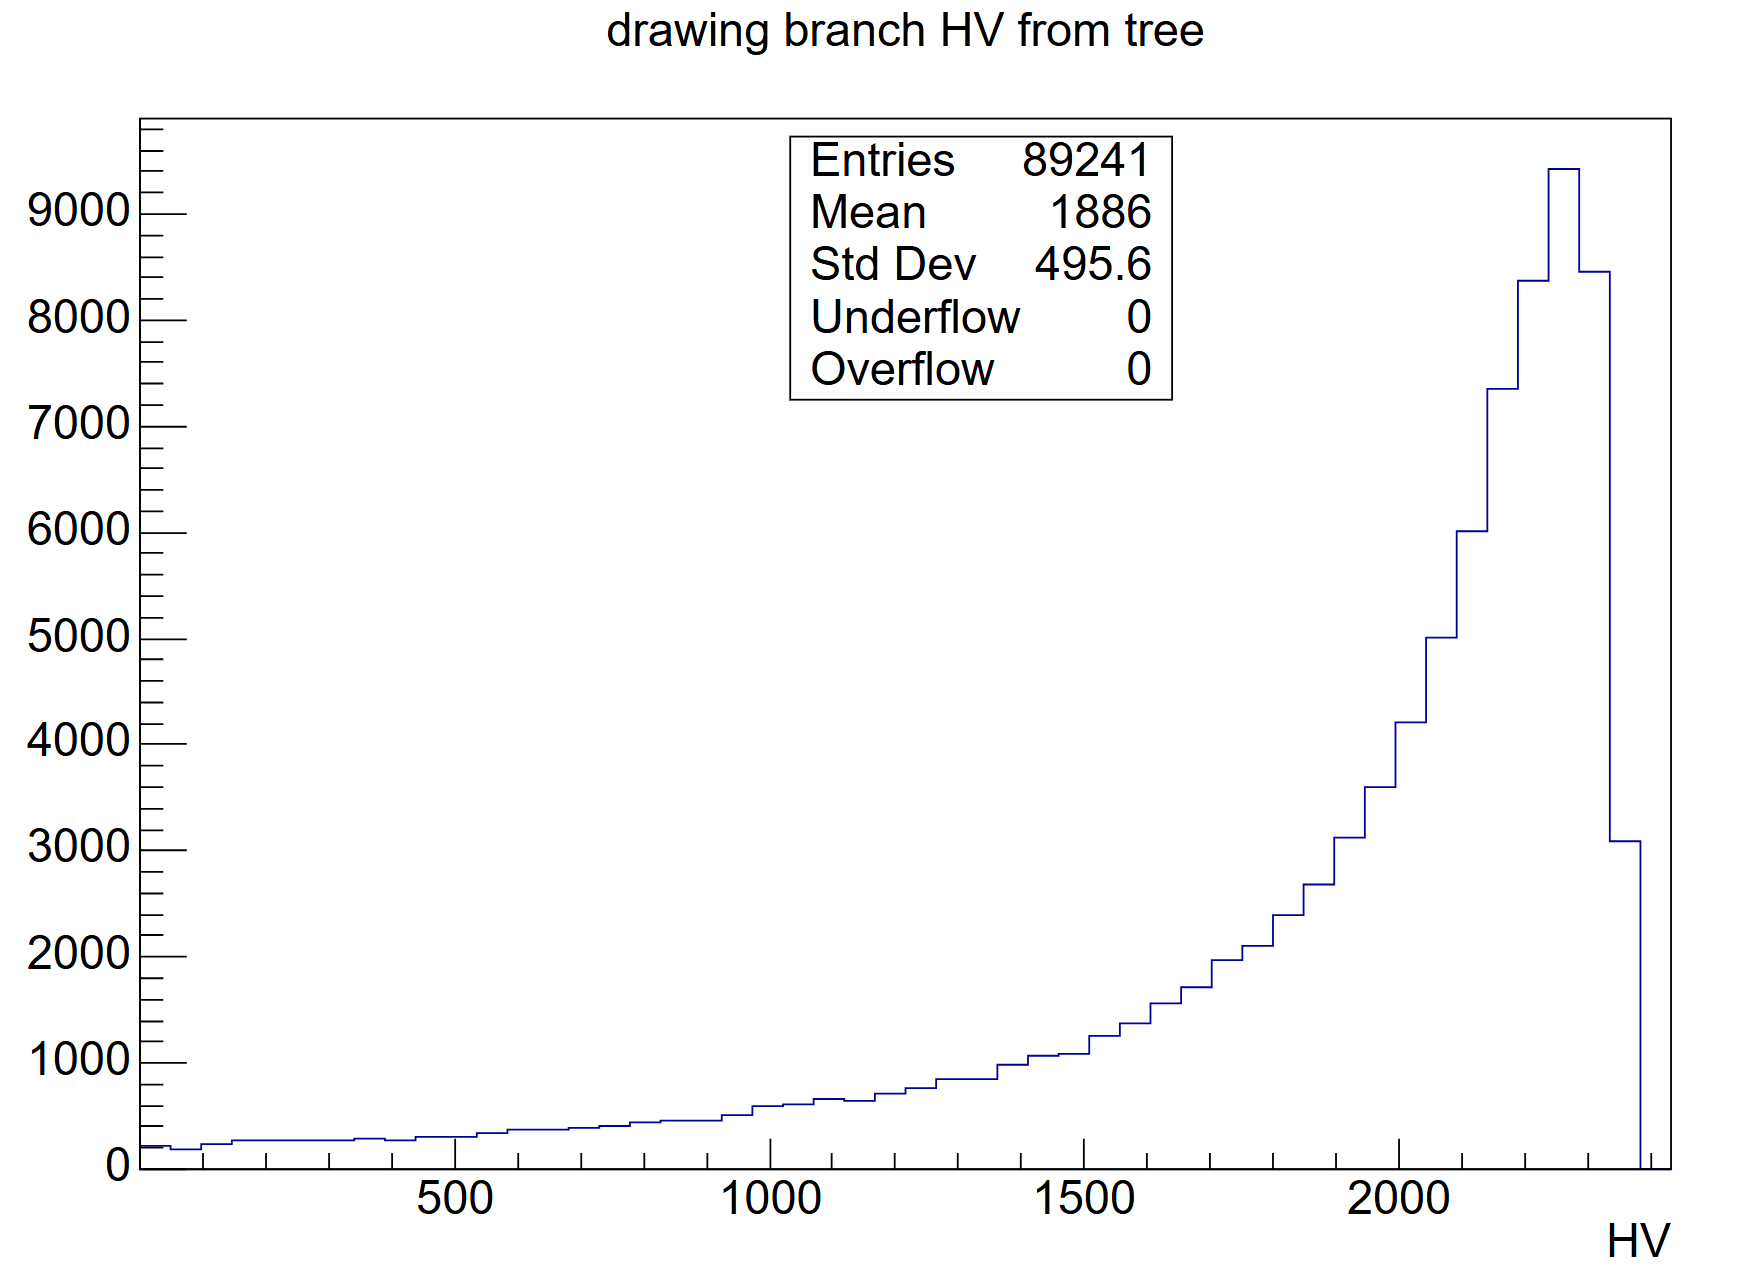 drawing branch HV from tree
Entries 89241
Mean 1886
Std Dev 495.6
Underflow 0
Overflow 0
9000
8000
7000
6000
5000
4000
3000
2000
1000
0
500 1000 1500 2000
HV